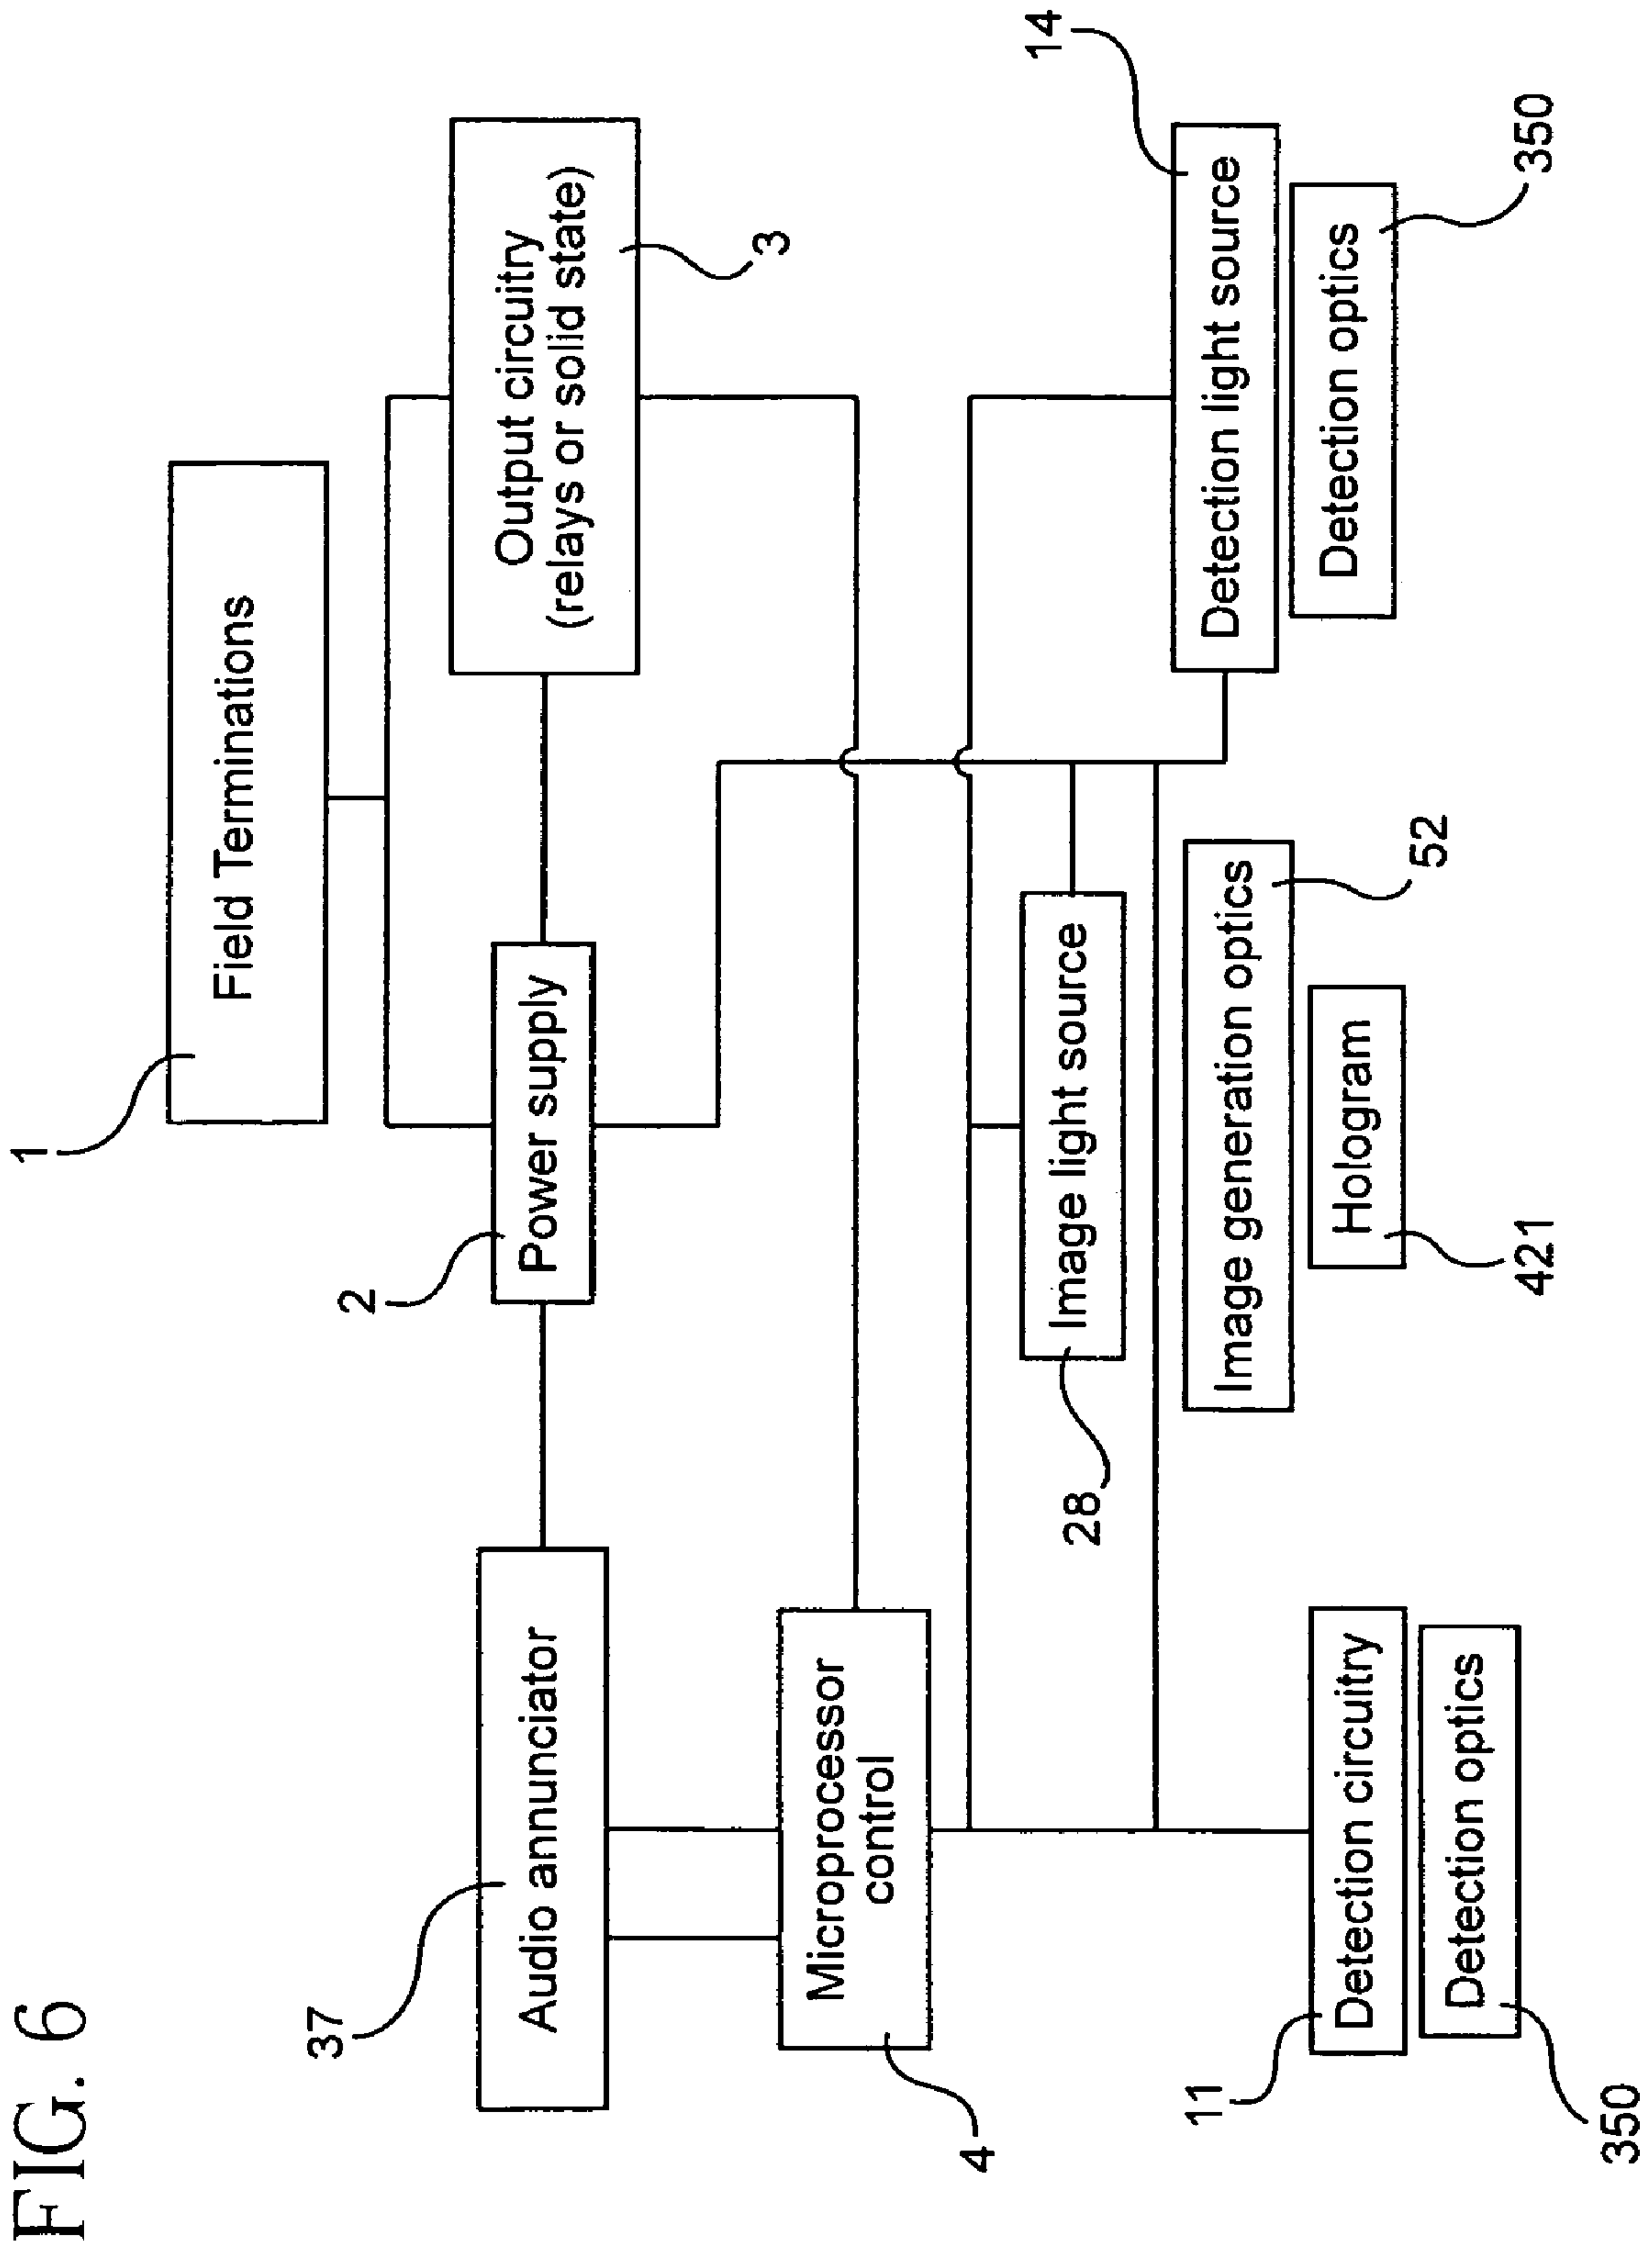 FIG. 6
1
Field Terminations
37
Audio annunciator
2
Power supply
Output circuitry
(relays or solid state)
3
Microprocessor
control
4
28
Image light source
14
Detection light source
Image generation optics
52
Detection optics
350
11
Detection circuitry
Hologram
421
Detection optics
350